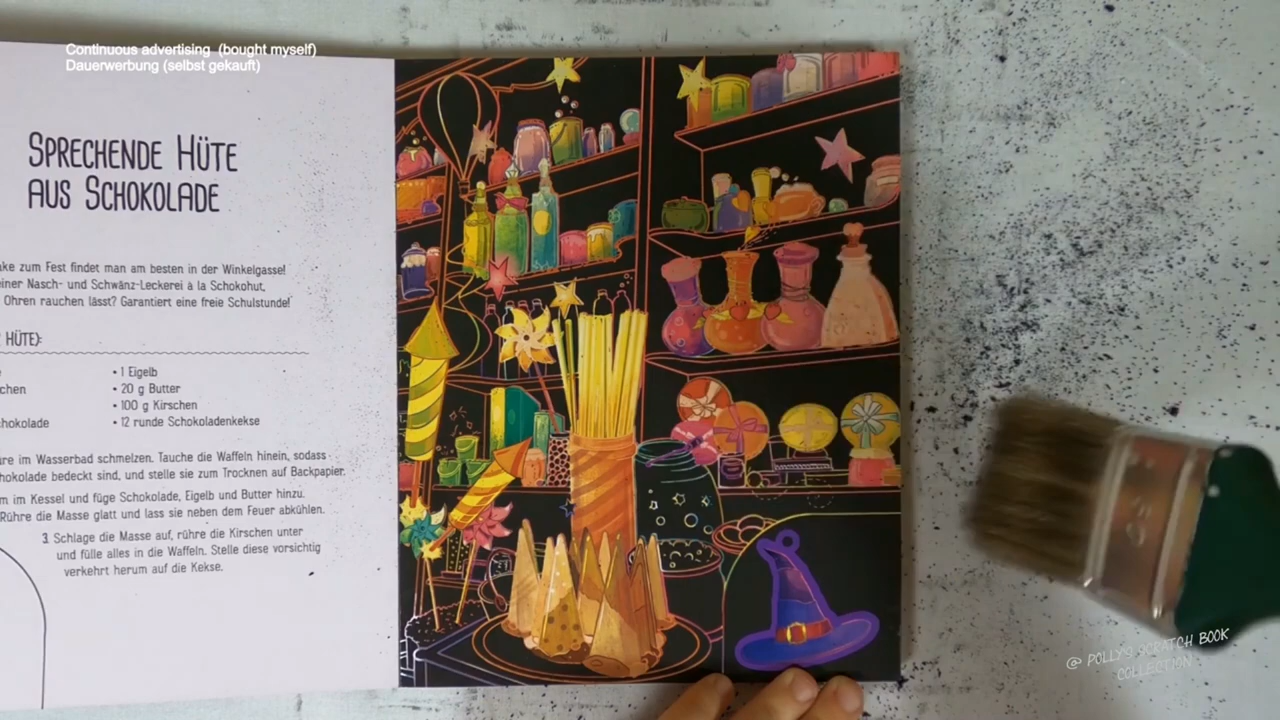 Continuous advertising (bought myself)
Dauerwerbung (selbst gekauft)
SPRECHENDE HÜTE
AUS SCHOKOLADE
ke zum Fest findet man am besten in der Winkelgasse!
einer Nasch- und Schwänz-Leckerei à la Schokohut,
Ohren rauchen lässt? Garantiert eine freie Schulstunde!
HÜTE):
• 1 Eigelb
chen • 20 g Butter
• 100 g Kirschen
hokolade • 12 runde Schokoladenkekse
re im Wasserbad schmelzen. Tauche die Waffeln hinein, sodass
hokolade bedeckt sind, und stelle sie zum Trocknen auf Backpapier.
m im Kessel und füge Schokolade, Eigelb und Butter hinzu.
Rühre die Masse glatt und lass sie neben dem Feuer abkühlen.
3. Schlage die Masse auf, rühre die Kirschen unter
und fülle alles in die Waffeln. Stelle diese vorsichtig
verkehrt herum auf die Kekse.
@ POLLY'S SCRATCH BOOK
COLLECTION